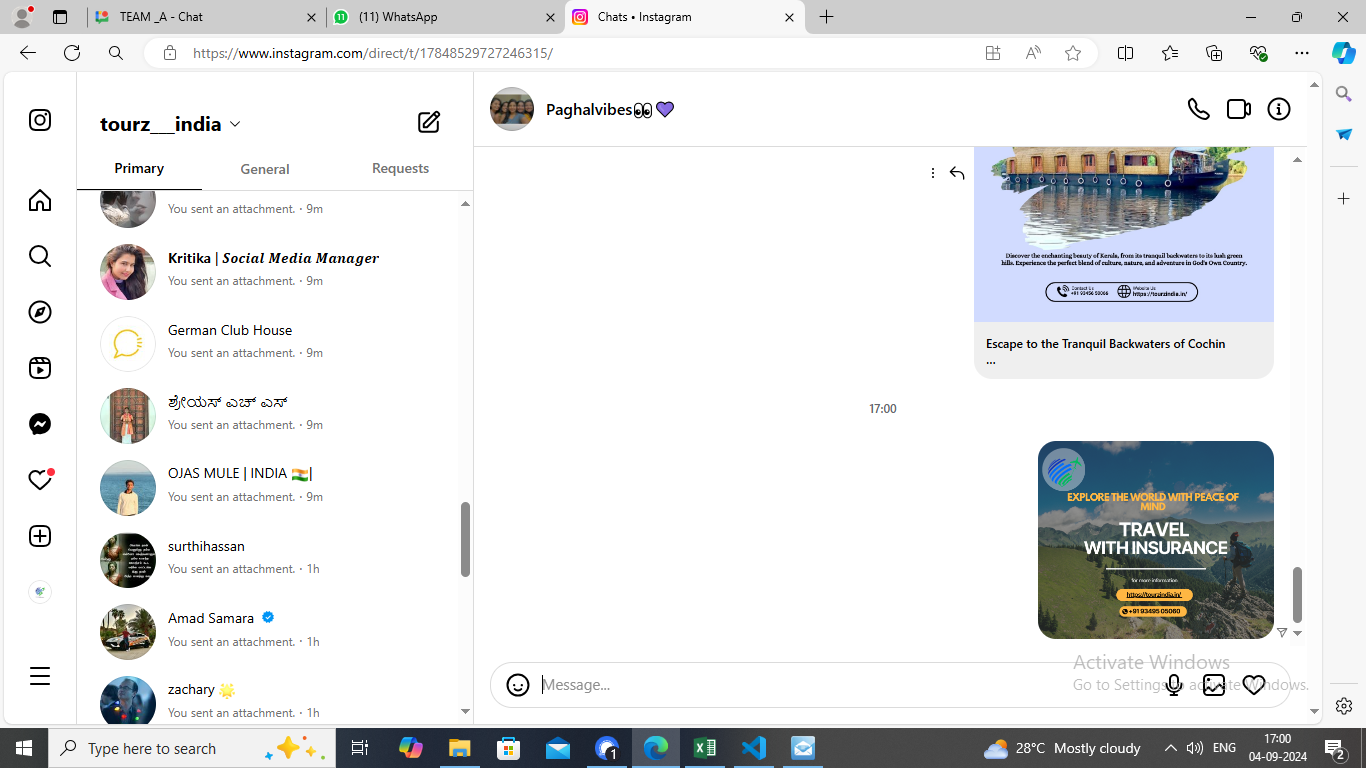 TEAM _A - Chat
(11) WhatsApp
Chats • Instagram
https://www.instagram.com/direct/t/17848529727246315/
tourz___india
Primary
General
Requests
You sent an attachment. · 9m
Kritika | Social Media Manager
You sent an attachment. · 9m
German Club House
You sent an attachment. · 9m
ಶ್ರೇಯಸ್ ಎಚ್ ಎಸ್
You sent an attachment. · 9m
OJAS MULE | INDIA 🇮🇳|
You sent an attachment. · 9m
surthihassan
You sent an attachment. · 1h
Amad Samara
You sent an attachment. · 1h
zachary 🌟
You sent an attachment. · 1h
Paghalvibes👀💜
Discover the enchanting beauty of Kerala, from its tranquil backwaters to its lush green
hills. Experience the perfect blend of culture, nature, and adventure in God's Own Country.
Contact Us
Website Us
https://tourzindia.in/
Escape to the Tranquil Backwaters of Cochin
...
17:00
EXPLORE THE WORLD WITH PEACE OF
MIND
TRAVEL
WITH INSURANCE
for more information
https://tourzindia.in/
+91 93495 05060
Message...
Activate Windows
Go to Settings to activate Windows.
Type here to search
28°C Mostly cloudy
ENG
17:00
04-09-2024
2